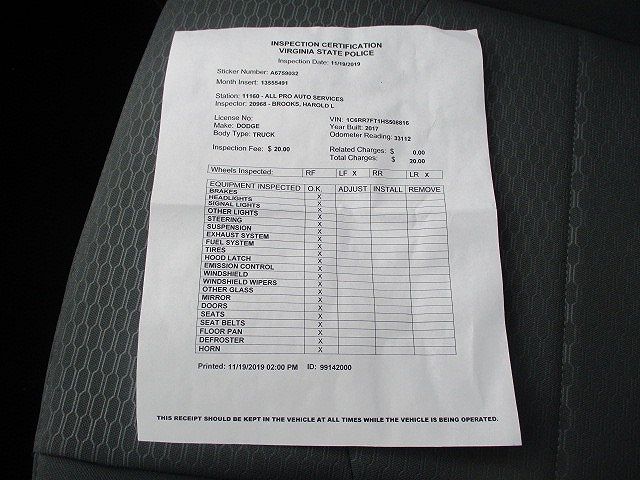 INSPECTION CERTIFICATION
VIRGINIA STATE POLICE
Inspection Date: 11/19/2019
Sticker Number: A6759032
Month Insert: 13555491
Station: 11160 - ALL PRO AUTO SERVICES
Inspector: 20968 - BROOKS, HAROLD L
License No: VIN: 1C6RR7FT1HS508816
Make: DODGE Year Built: 2017
Body Type: TRUCK Odometer Reading: 33112
Inspection Fee: $ 20.00 Related Charges: $ 0.00
Total Charges: $ 20.00
Wheels Inspected: RF LF X RR LR X
EQUIPMENT INSPECTED O.K. ADJUST INSTALL REMOVE
BRAKES X
HEADLIGHTS X
SIGNAL LIGHTS X
OTHER LIGHTS X
STEERING X
SUSPENSION X
EXHAUST SYSTEM X
FUEL SYSTEM X
TIRES X
HOOD LATCH X
EMISSION CONTROL X
WINDSHIELD X
WINDSHIELD WIPERS X
OTHER GLASS X
MIRROR X
DOORS X
SEATS X
SEAT BELTS X
FLOOR PAN X
DEFROSTER X
HORN X
Printed: 11/19/2019 02:00 PM ID: 99142000
THIS RECEIPT SHOULD BE KEPT IN THE VEHICLE AT ALL TIMES WHILE THE VEHICLE IS BEING OPERATED.